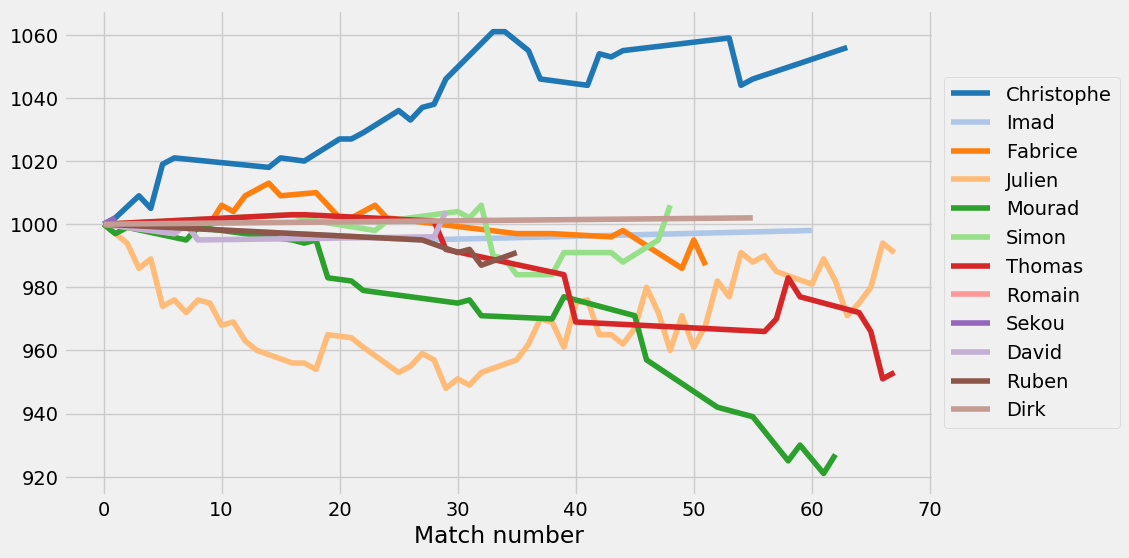 1060
1040
1020
1000
980
960
940
920
0 10 20 30 40 50 60 70
Match number
Christophe
Imad
Fabrice
Julien
Mourad
Simon
Thomas
Romain
Sekou
David
Ruben
Dirk